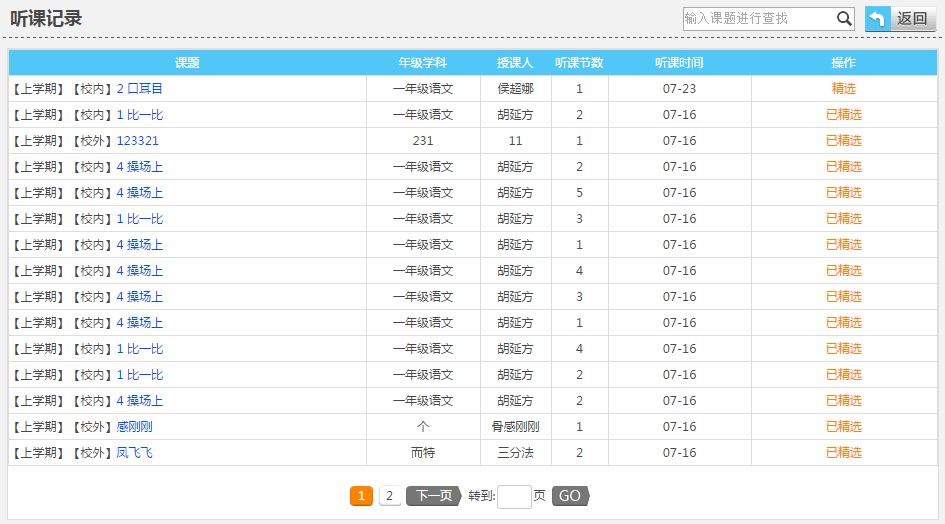 听课记录 输入课题进行查找 返回
课题 年级学科 授课人 听课节数 听课时间 操作
【上学期】【校内】2 口耳目 一年级语文 侯超娜 1 07-23 精选
【上学期】【校内】1 比一比 一年级语文 胡延方 2 07-16 已精选
【上学期】【校外】123321 231 11 1 07-16 已精选
【上学期】【校内】4 操场上 一年级语文 胡延方 2 07-16 已精选
【上学期】【校内】4 操场上 一年级语文 胡延方 5 07-16 已精选
【上学期】【校内】1 比一比 一年级语文 胡延方 3 07-16 已精选
【上学期】【校内】4 操场上 一年级语文 胡延方 1 07-16 已精选
【上学期】【校内】4 操场上 一年级语文 胡延方 4 07-16 已精选
【上学期】【校内】4 操场上 一年级语文 胡延方 3 07-16 已精选
【上学期】【校内】4 操场上 一年级语文 胡延方 1 07-16 已精选
【上学期】【校内】1 比一比 一年级语文 胡延方 4 07-16 已精选
【上学期】【校内】1 比一比 一年级语文 胡延方 2 07-16 已精选
【上学期】【校内】4 操场上 一年级语文 胡延方 2 07-16 已精选
【上学期】【校外】感刚刚 个 骨感刚刚 1 07-16 已精选
【上学期】【校外】凤飞飞 而特 三分法 2 07-16 已精选
1 2 下一页 转到: 页 GO